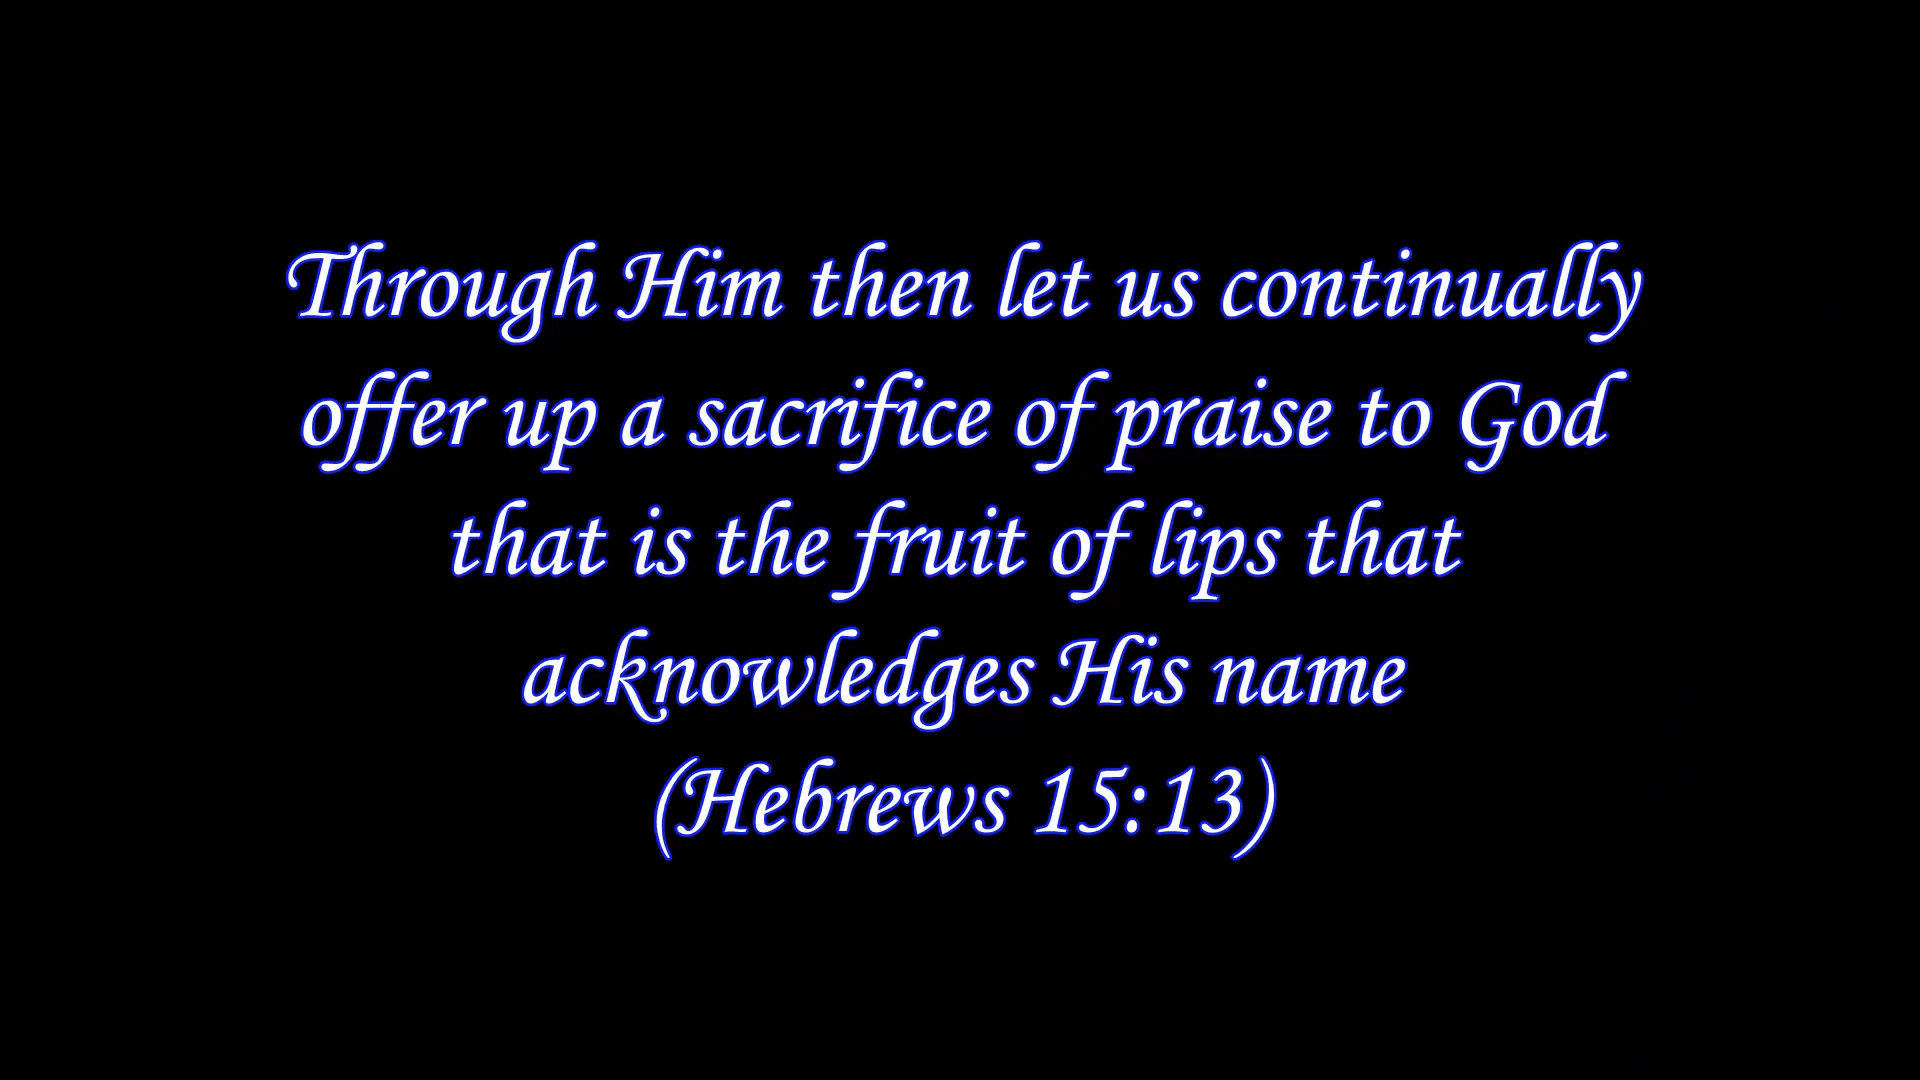 Through Him then let us continually
offer up a sacrifice of praise to God
that is the fruit of lips that
acknowledges His name
(Hebrews 15:13)